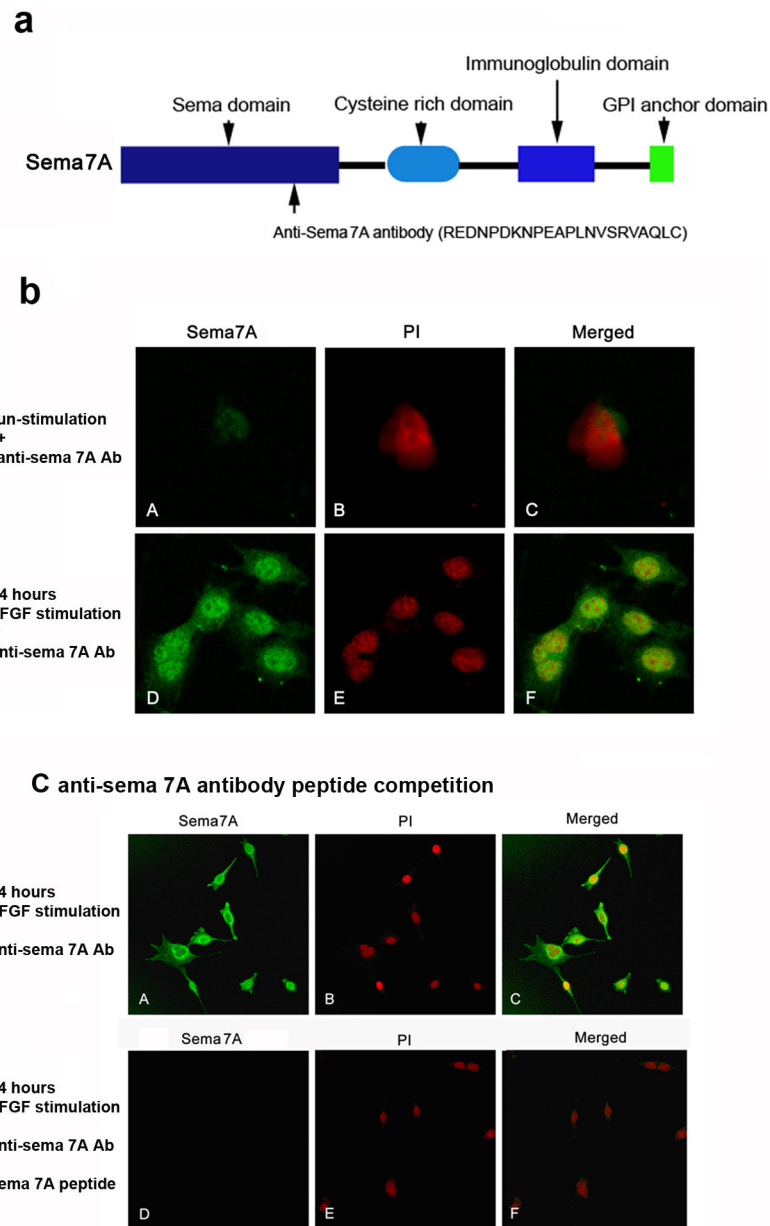 a
Immunoglobulin domain
Sema domain
Cysteine rich domain
GPI anchor domain
Sema7A
Anti-Sema7A antibody (REDNPDKNPEAPLNVSRVAQLC)
b
Sema7A PI Merged
un-stimulation
+
anti-sema 7A Ab
A B C
4 hours
FGF stimulation
nti-sema 7A Ab
D E F
C anti-sema 7A antibody peptide competition
Sema7A PI Merged
4 hours
FGF stimulation
nti-sema 7A Ab
A B C
Sema7A PI Merged
4 hours
FGF stimulation
nti-sema 7A Ab
ema 7A peptide
D E F